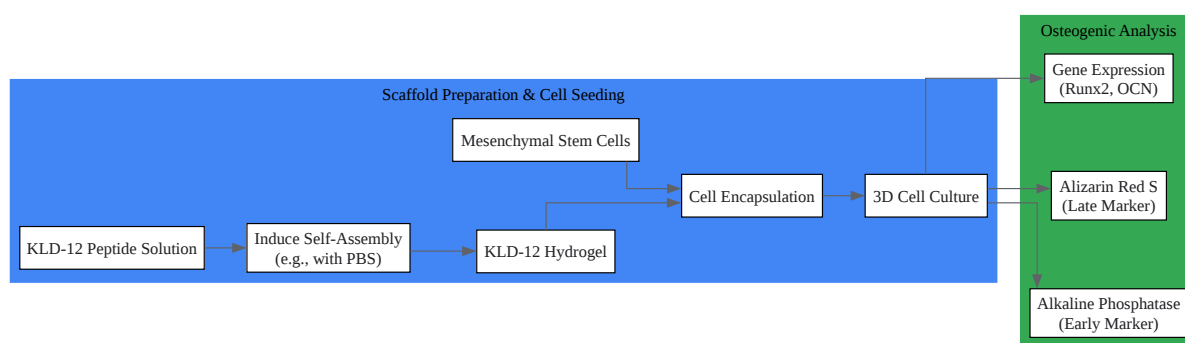 Osteogenic Analysis
Gene Expression
(Runx2, OCN)
Scaffold Preparation & Cell Seeding
Mesenchymal Stem Cells
Cell Encapsulation
3D Cell Culture
Alizarin Red S
(Late Marker)
KLD-12 Peptide Solution
Induce Self-Assembly
(e.g., with PBS)
KLD-12 Hydrogel
Alkaline Phosphatase
(Early Marker)